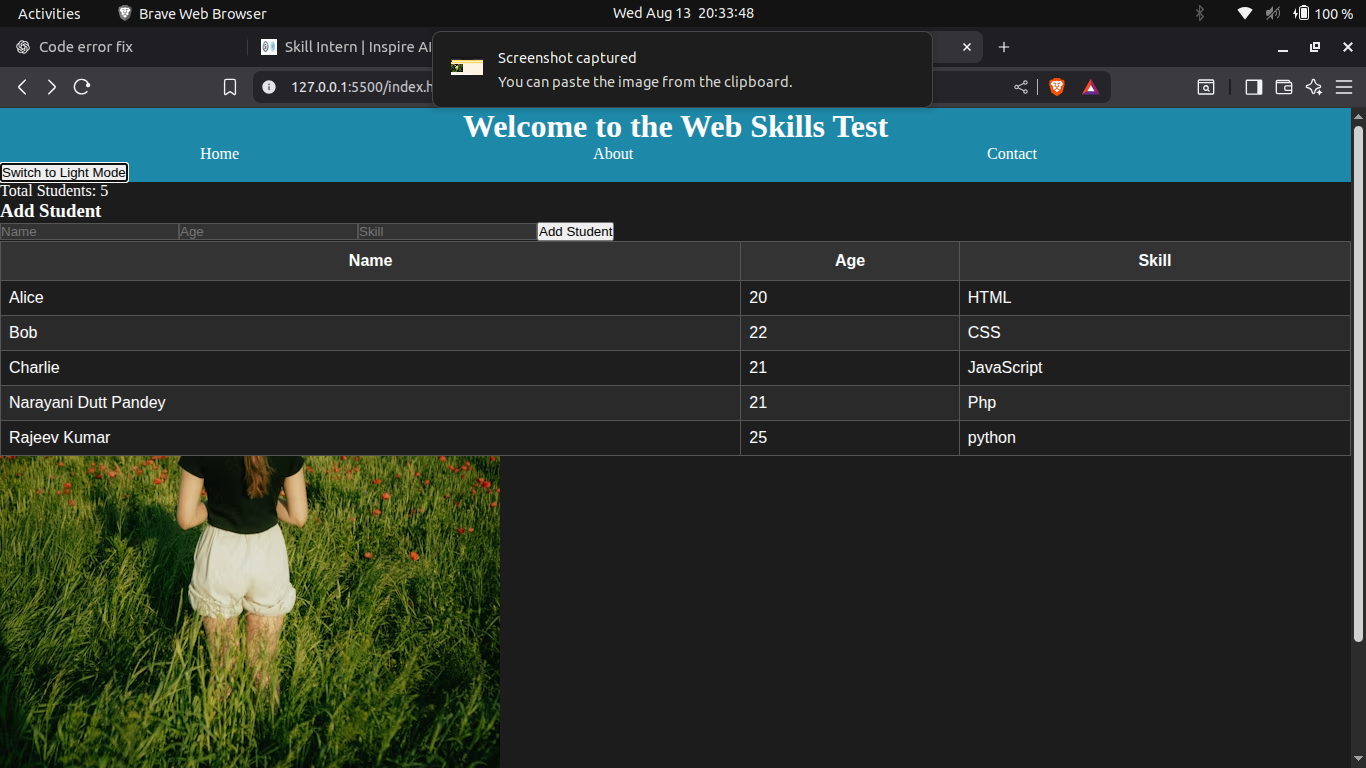 Activities Brave Web Browser Wed Aug 13 20:33:48 100 %
Code error fix Skill Intern | Inspire AI
Screenshot captured
You can paste the image from the clipboard.
127.0.0.1:5500/index.h
Welcome to the Web Skills Test
Home About Contact
Switch to Light Mode
Total Students: 5
Add Student
Name Age Skill Add Student
Name Age Skill
Alice 20 HTML
Bob 22 CSS
Charlie 21 JavaScript
Narayani Dutt Pandey 21 Php
Rajeev Kumar 25 python